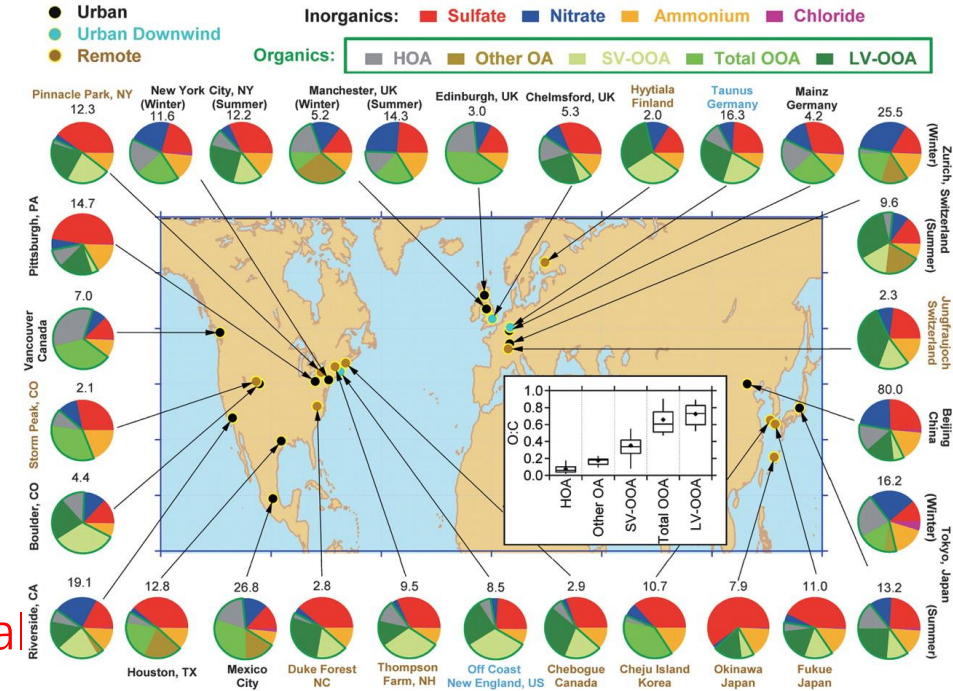 Urban
Urban Downwind
Remote
Inorganics: Sulfate Nitrate Ammonium Chloride
Organics: HOA Other OA SV-OOA Total OOA LV-OOA
Pinnacle Park, NY
12.3
New York City, NY
(Winter) (Summer)
11.6 12.2
Manchester, UK
(Winter) (Summer)
5.2 14.3
Edinburgh, UK
3.0
Chelmsford, UK
5.3
Hyytiala
Finland
2.0
Taunus
Germany
16.3
Mainz
Germany
4.2
25.5
(Winter)
Zurich, Switzerland
9.6
(Summer)
Pittsburgh, PA
14.7
Vancouver
Canada
7.0
Jungfraujoch
Switzerland
2.3
Storm Peak, CO
2.1
Beijing
China
80.0
Boulder, CO
4.4
16.2
(Winter)
Tokyo, Japan
13.2
(Summer)
O:C
1.0
0.8
0.6
0.4
0.2
0.0
HOA
Other OA
SV-OOA
Total OOA
LV-OOA
al
Riverside, CA
19.1
12.8
Houston, TX
26.8
Mexico
City
2.8
Duke Forest
NC
9.5
Thompson
Farm, NH
8.5
Off Coast
New England, US
2.9
Chebogue
Canada
10.7
Cheju Island
Korea
7.9
Okinawa
Japan
11.0
Fukue
Japan